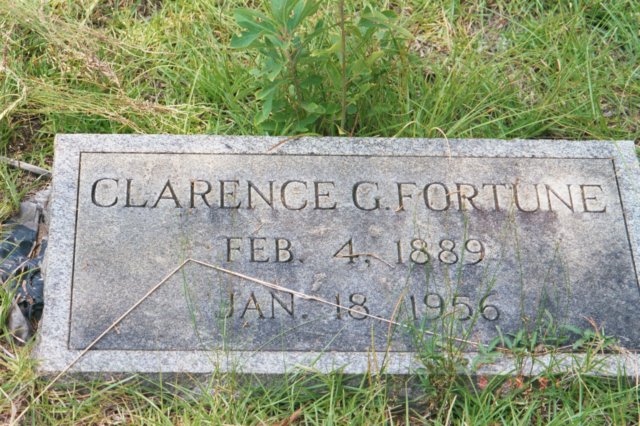 CLARENCE G. FORTUNE
FEB. 4, 1889
JAN. 18, 1956